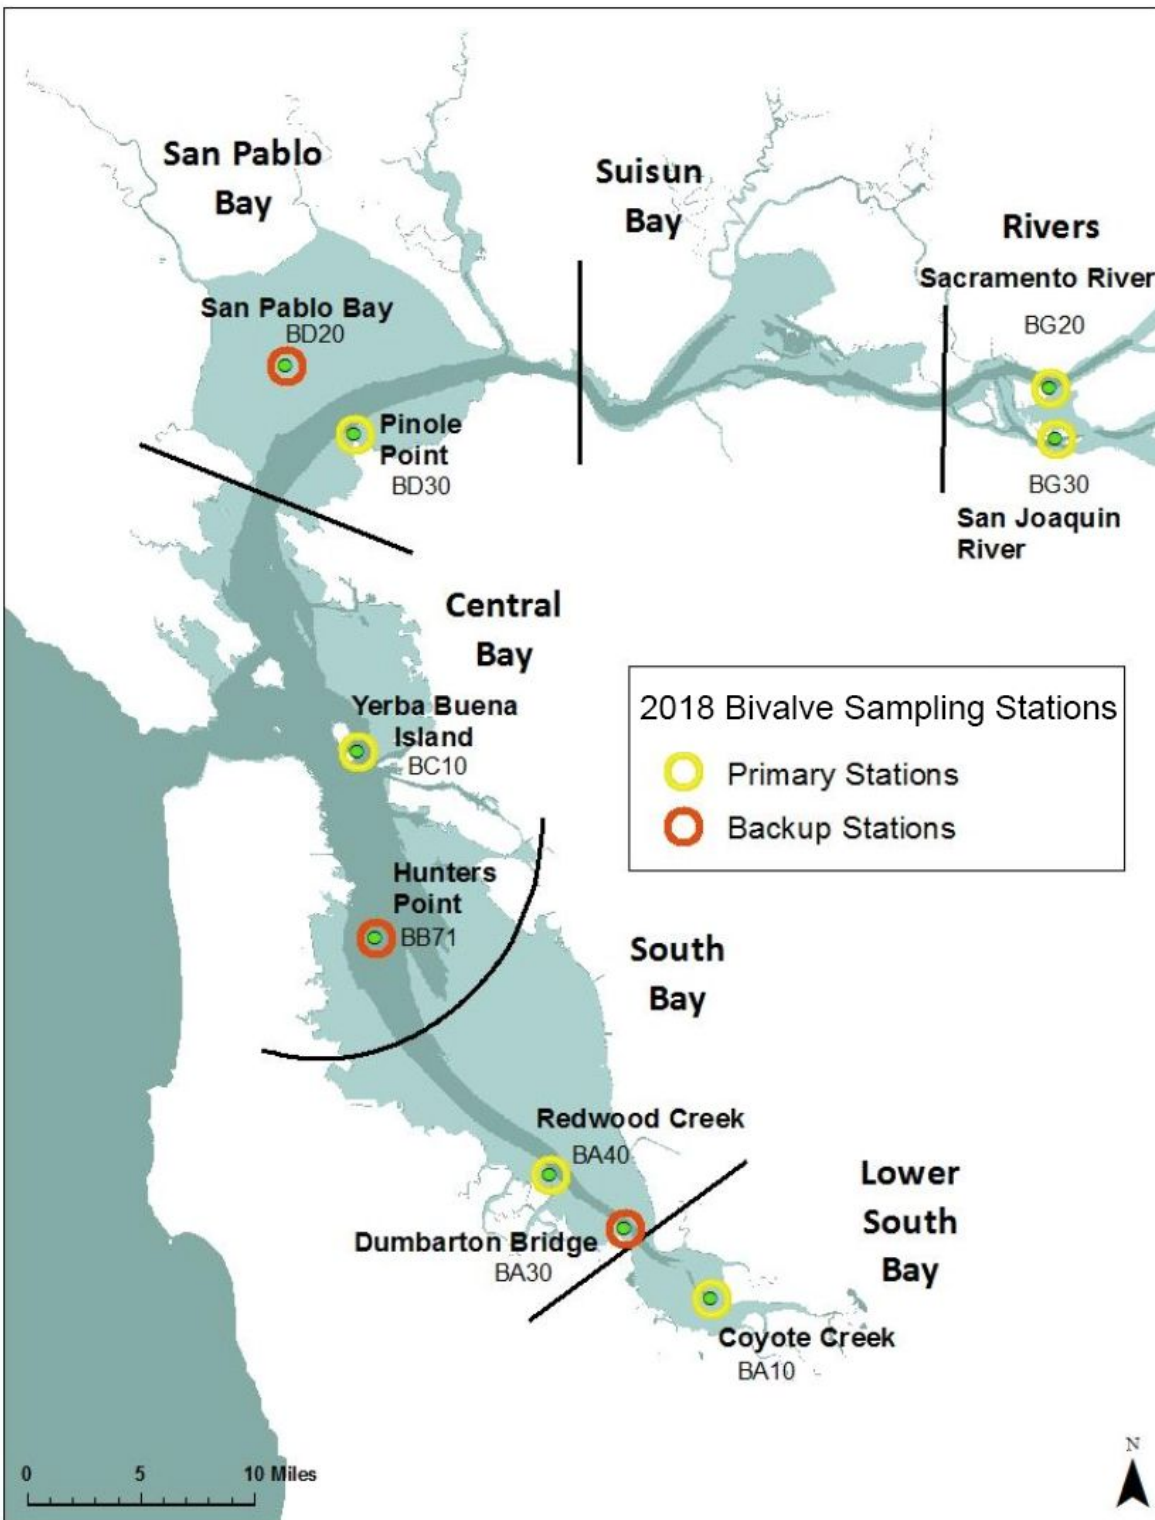 San Pablo
Bay
Suisun
Bay
Rivers
Sacramento River
BG20
San Pablo Bay
BD20
Pinole
Point
BD30
BG30
San Joaquin
River
Central
Bay
Yerba Buena
Island
BC10
2018 Bivalve Sampling Stations
Primary Stations
Backup Stations
Hunters
Point
BB71
South
Bay
Redwood Creek
BA40
Lower
South
Bay
Dumbarton Bridge
BA30
Coyote Creek
BA10
N
0 5 10 Miles